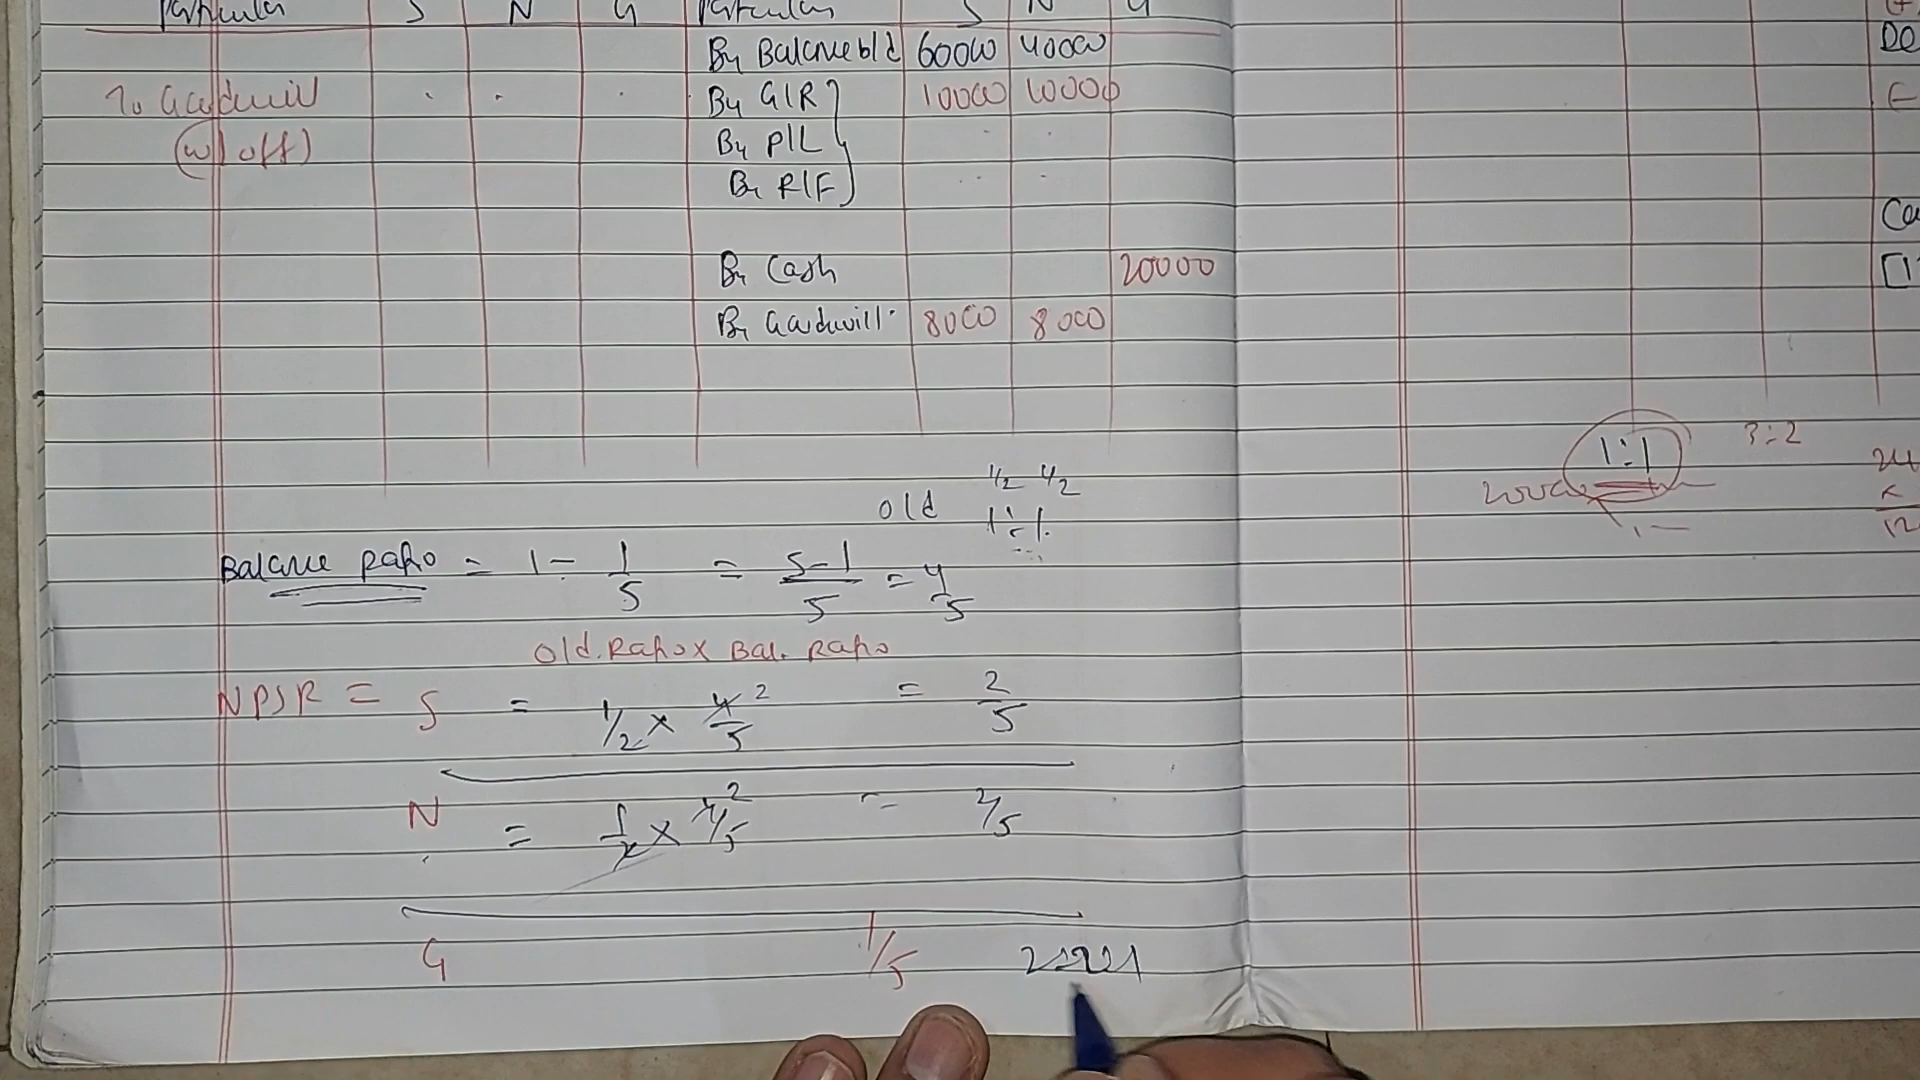 Particulars S N G Particulars S N G
By Balance b/d 60000 40000
To Goodwill By G/R 10000 10000
(w/off) By P/L
By R/F
By Cash 20000
By Goodwill 8000 8000
1:1 3:2
1/2 1/2
Old 1:1
Balance Ratio = 1 - 1/5 = 5-1/5 = 4/5
Old. Ratio x Bal. Ratio
NPSR = S = 1/2 x 4/5 2 = 2/5
N = 1/2 x 4/5 2 = 2/5
G 1/5 2:2:1